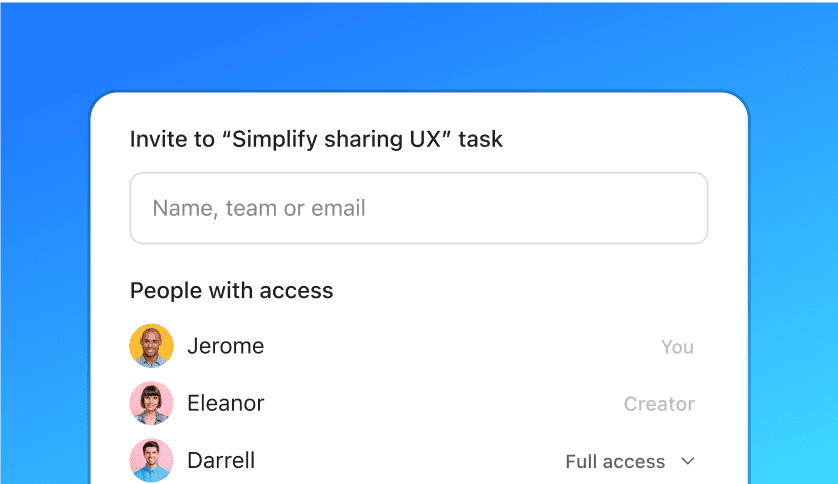 Invite to “Simplify sharing UX” task
Name, team or email
People with access
Jerome You
Eleanor Creator
Darrell Full access